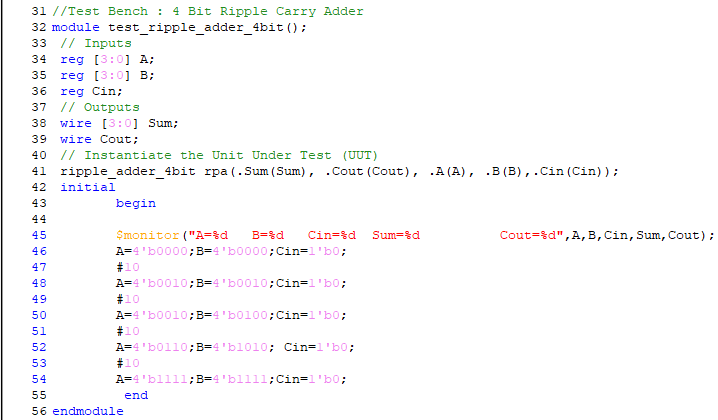 31 //Test Bench : 4 Bit Ripple Carry Adder
32 module test_ripple_adder_4bit();
33  // Inputs
34  reg [3:0] A;
35  reg [3:0] B;
36  reg Cin;
37  // Outputs
38  wire [3:0] Sum;
39  wire Cout;
40  // Instantiate the Unit Under Test (UUT)
41  ripple_adder_4bit rpa(.Sum(Sum), .Cout(Cout), .A(A), .B(B),.Cin(Cin));
42  initial
43         begin
44
45         $monitor("A=%d   B=%d   Cin=%d  Sum=%d          Cout=%d",A,B,Cin,Sum,Cout);
46         A=4'b0000;B=4'b0000;Cin=1'b0;
47         #10
48         A=4'b0010;B=4'b0010;Cin=1'b0;
49         #10
50         A=4'b0010;B=4'b0100;Cin=1'b0;
51         #10
52         A=4'b0110;B=4'b1010; Cin=1'b0;
53         #10
54         A=4'b1111;B=4'b1111;Cin=1'b0;
55          end
56 endmodule